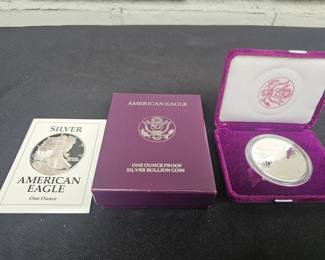 SILVER
AMERICAN
EAGLE
One Ounce
AMERICAN EAGLE
ONE OUNCE PROOF
SILVER BULLION COIN